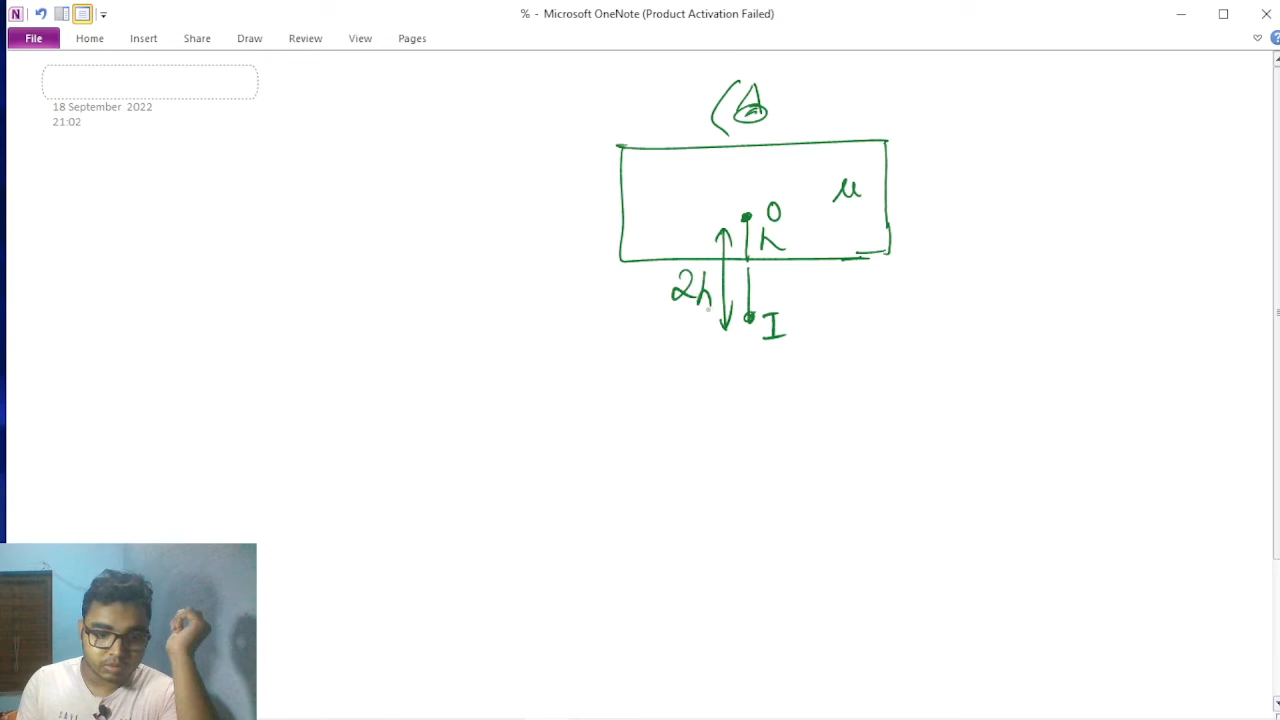 % - Microsoft OneNote (Product Activation Failed)
File Home Insert Share Draw Review View Pages
18 September 2022
21:02
μ
O
h
2h
I